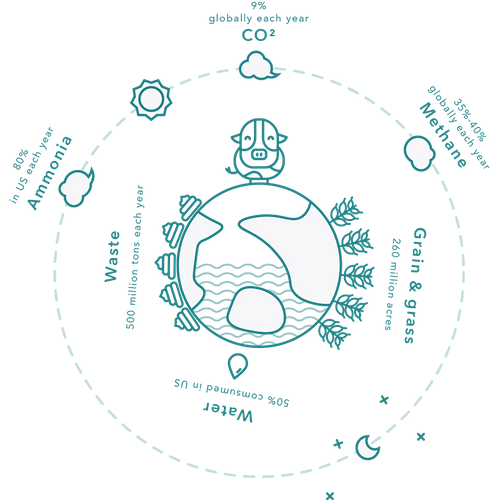 9%
globally each year
CO²
35%-40%
globally each year
Methane
80%
in US each year
Ammonia
Waste
500 million tons each year
Grain & grass
260 million acres
50% comsumed in US
Water